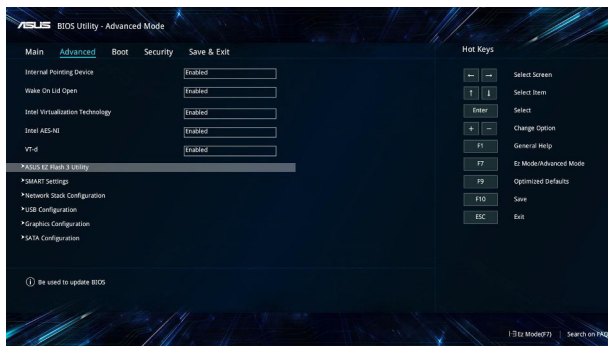 ASUS BIOS Utility - Advanced Mode
Main Advanced Boot Security Save & Exit
Hot Keys
Internal Pointing Device Enabled
Wake On Lid Open Enabled
Intel Virtualization Technology Enabled
Intel AES-NI Enabled
VT-d Enabled
ASUS EZ Flash 3 Utility
SMART Settings
Network Stack Configuration
USB Configuration
Graphics Configuration
SATA Configuration
← → Select Screen
↑ ↓ Select Item
Enter Select
+ − Change Option
F1 General Help
F7 Ez Mode/Advanced Mode
F9 Optimized Defaults
F10 Save
ESC Exit
Be used to update BIOS
Ez Mode(F7) | Search on FAQ